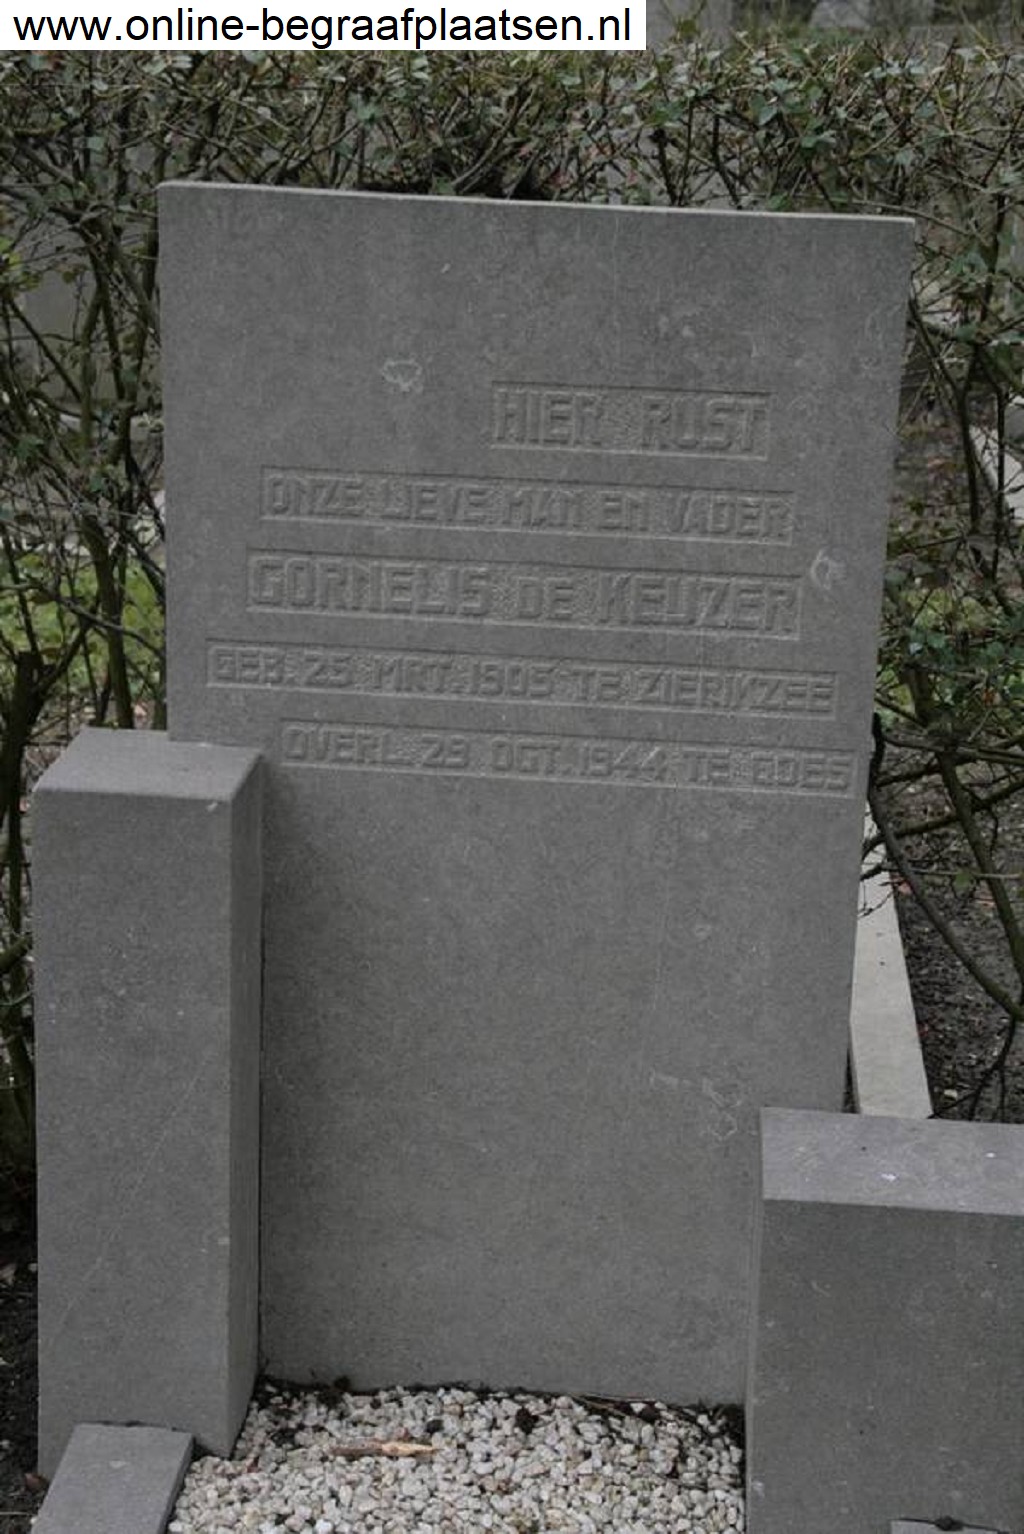 www.online-begraafplaatsen.nl
HIER RUST
ONZE LIEVE MAN EN VADER
CORNELIS DE KEIJZER
GEB. 25 MRT. 1905 TE ZIERIKZEE
OVERL. 29 OCT. 1944 TE GOES